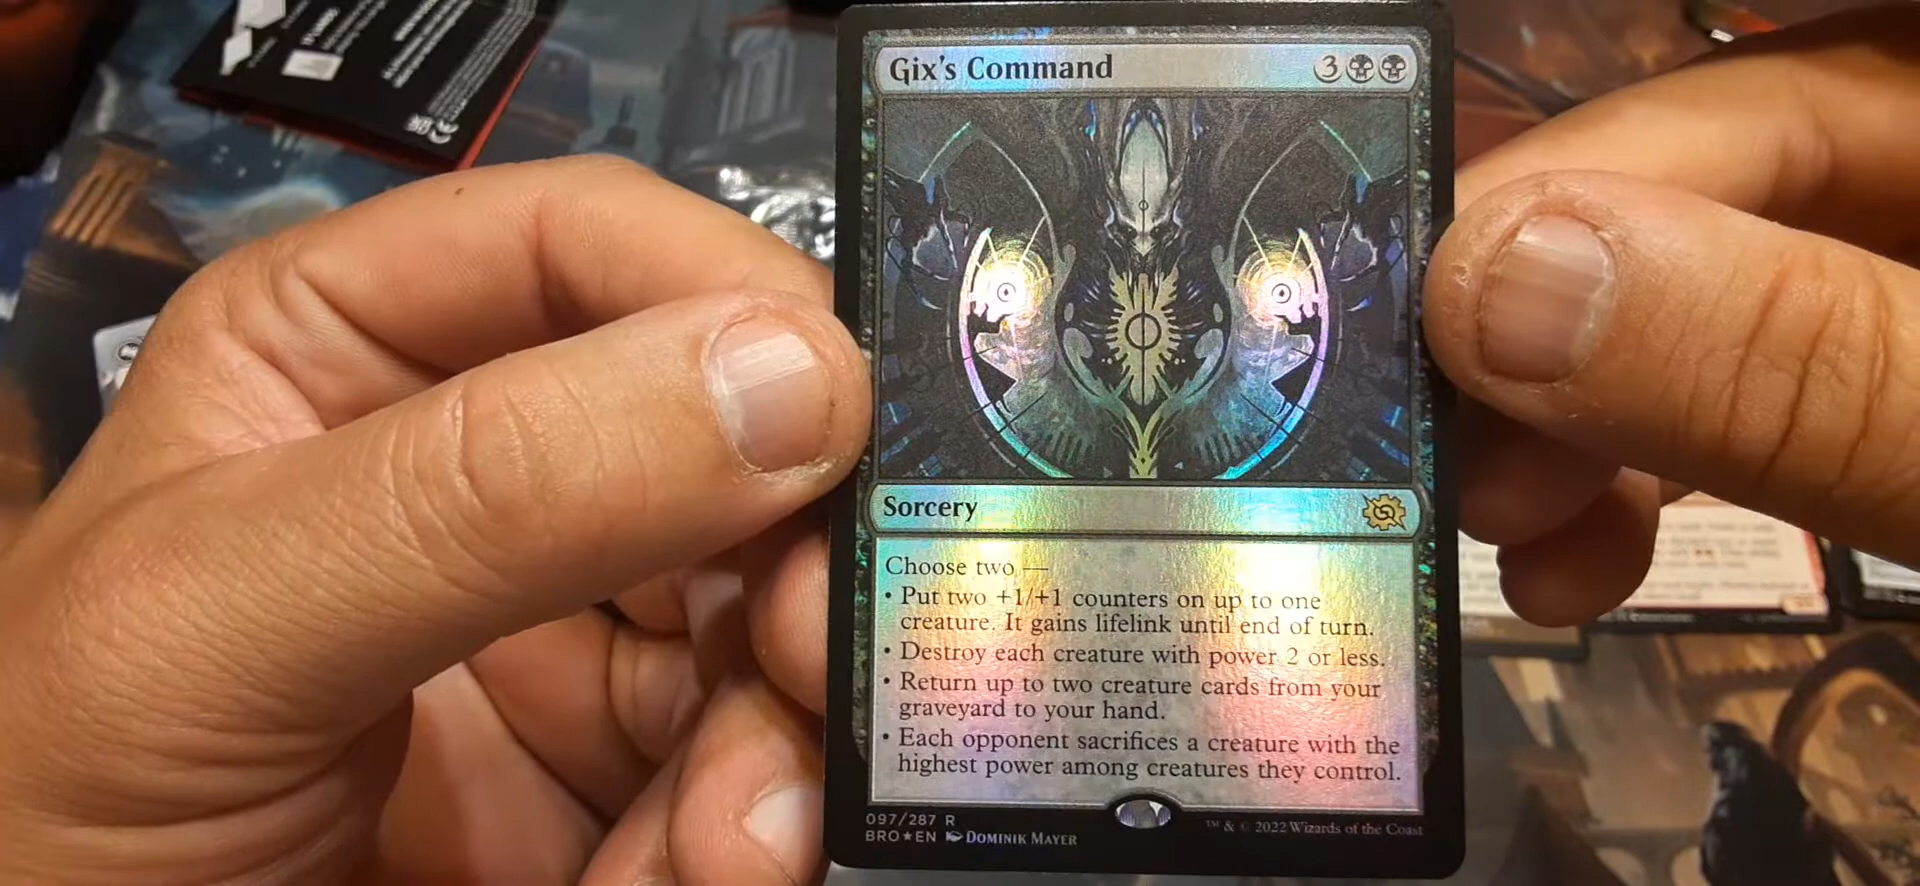 Gix's Command 3
Sorcery
Choose two —
• Put two +1/+1 counters on up to one
creature. It gains lifelink until end of turn.
• Destroy each creature with power 2 or less.
• Return up to two creature cards from your
graveyard to your hand.
• Each opponent sacrifices a creature with the
highest power among creatures they control.
097/287 R
BRO★EN DOMINIK MAYER
™ & © 2022 Wizards of the Coast